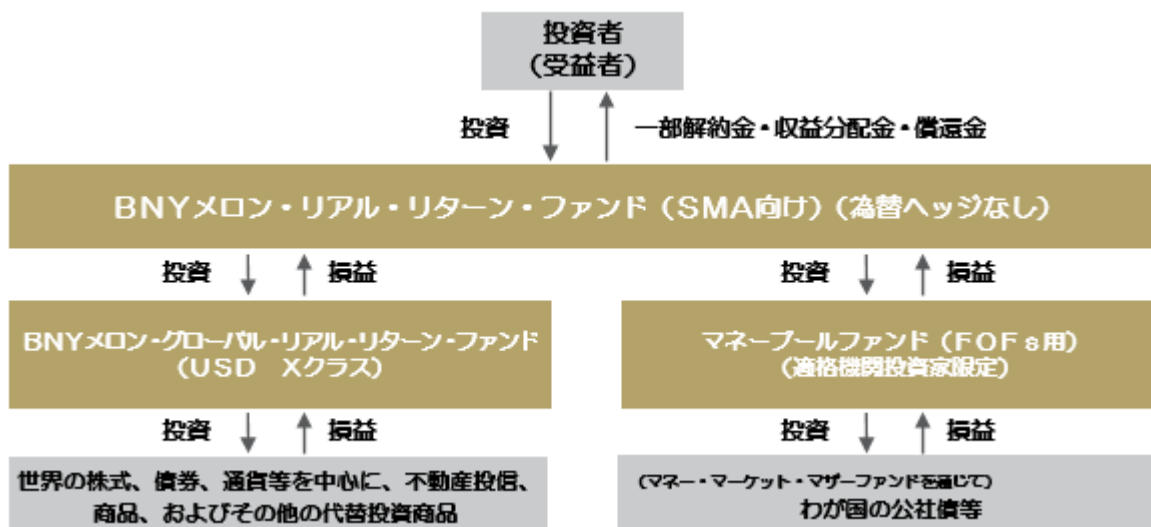 投資者
（受益者）
投資
一部解約金・収益分配金・償還金
BNYメロン・リアル・リターン・ファンド（SMA向け）（為替ヘッジなし）
投資
損益
投資
損益
BNYメロン・グローバル・リアル・リターン・ファンド
（USD　Xクラス）
マネープールファンド（FOFs用）
（適格機関投資家限定）
投資
損益
投資
損益
世界の株式、債券、通貨等を中心に、不動産投信、
商品、およびその他の代替投資商品
（マネー・マーケット・マザーファンドを通じて）
わが国の公社債等